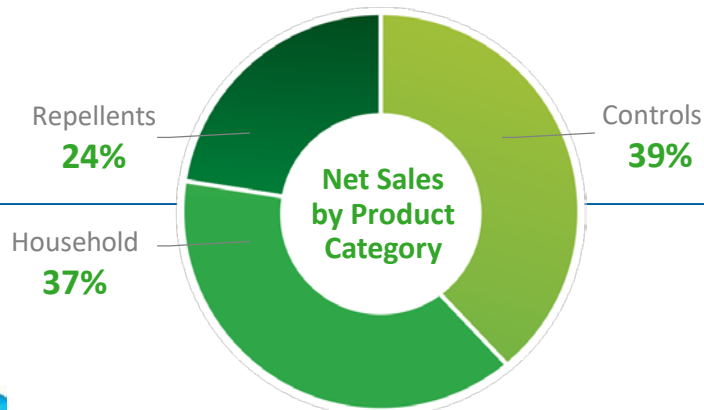 Repellents
24%
Controls
39%
Net Sales
by Product
Category
Household
37%